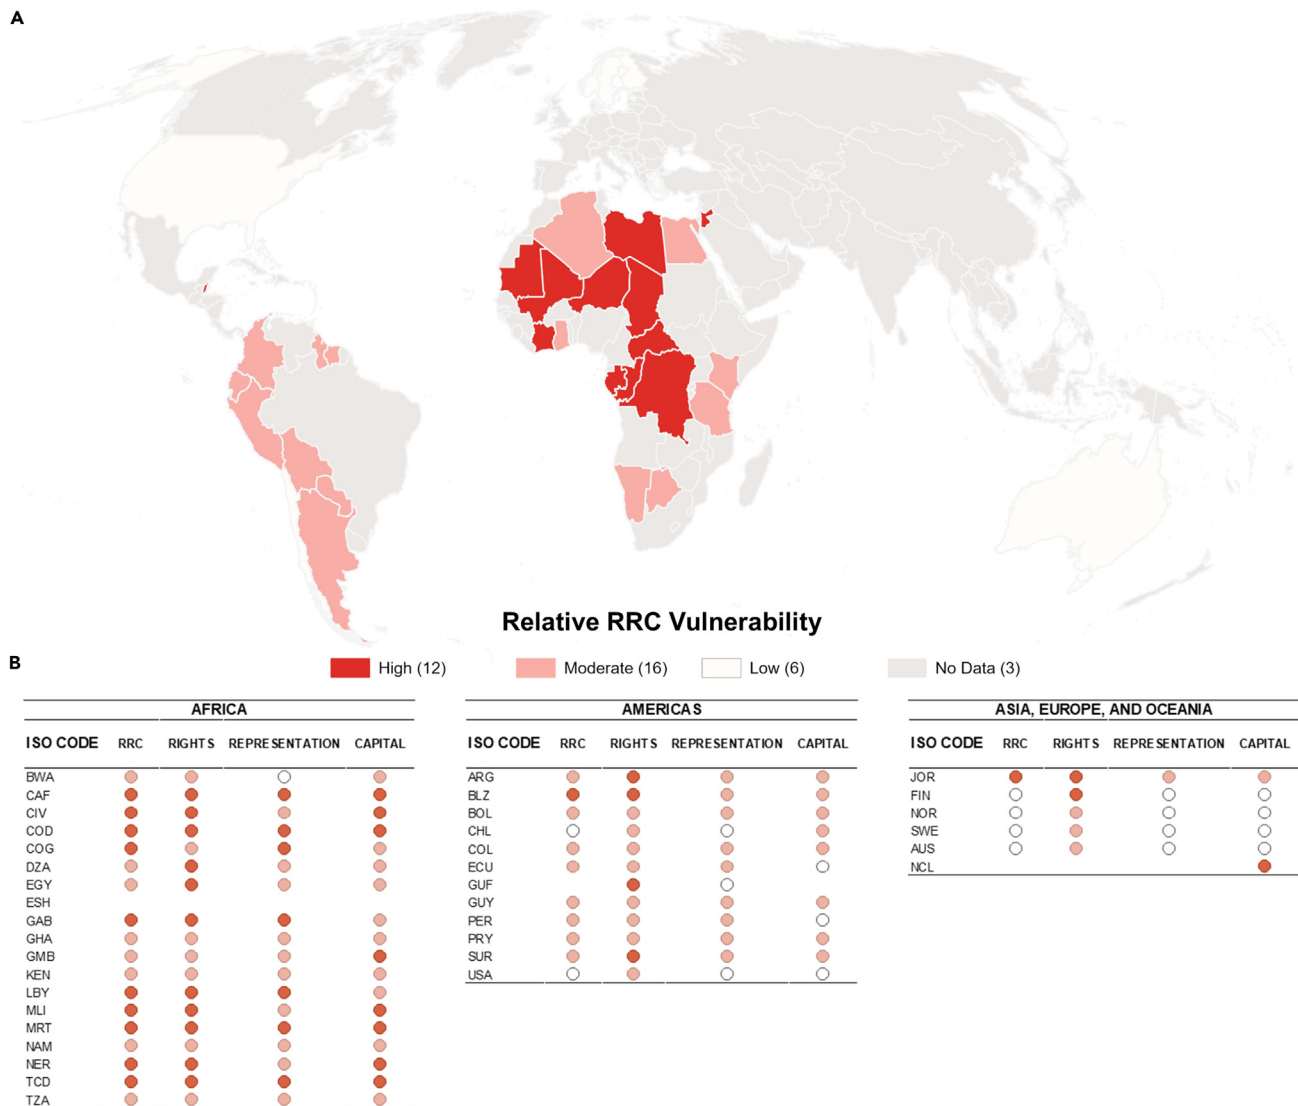 A
Relative RRC Vulnerability
B
High (12) Moderate (16) Low (6) No Data (3)
AFRICA
ISO CODE RRC RIGHTS REPRESENTATION CAPITAL
BWA
CAF
CIV
COD
COG
DZA
EGY
ESH
GAB
GHA
GMB
KEN
LBY
MLI
MRT
NAM
NER
TCD
TZA
AMERICAS
ISO CODE RRC RIGHTS REPRESENTATION CAPITAL
ARG
BLZ
BOL
CHL
COL
ECU
GUF
GUY
PER
PRY
SUR
USA
ASIA, EUROPE, AND OCEANIA
ISO CODE RRC RIGHTS REPRESENTATION CAPITAL
JOR
FIN
NOR
SWE
AUS
NCL